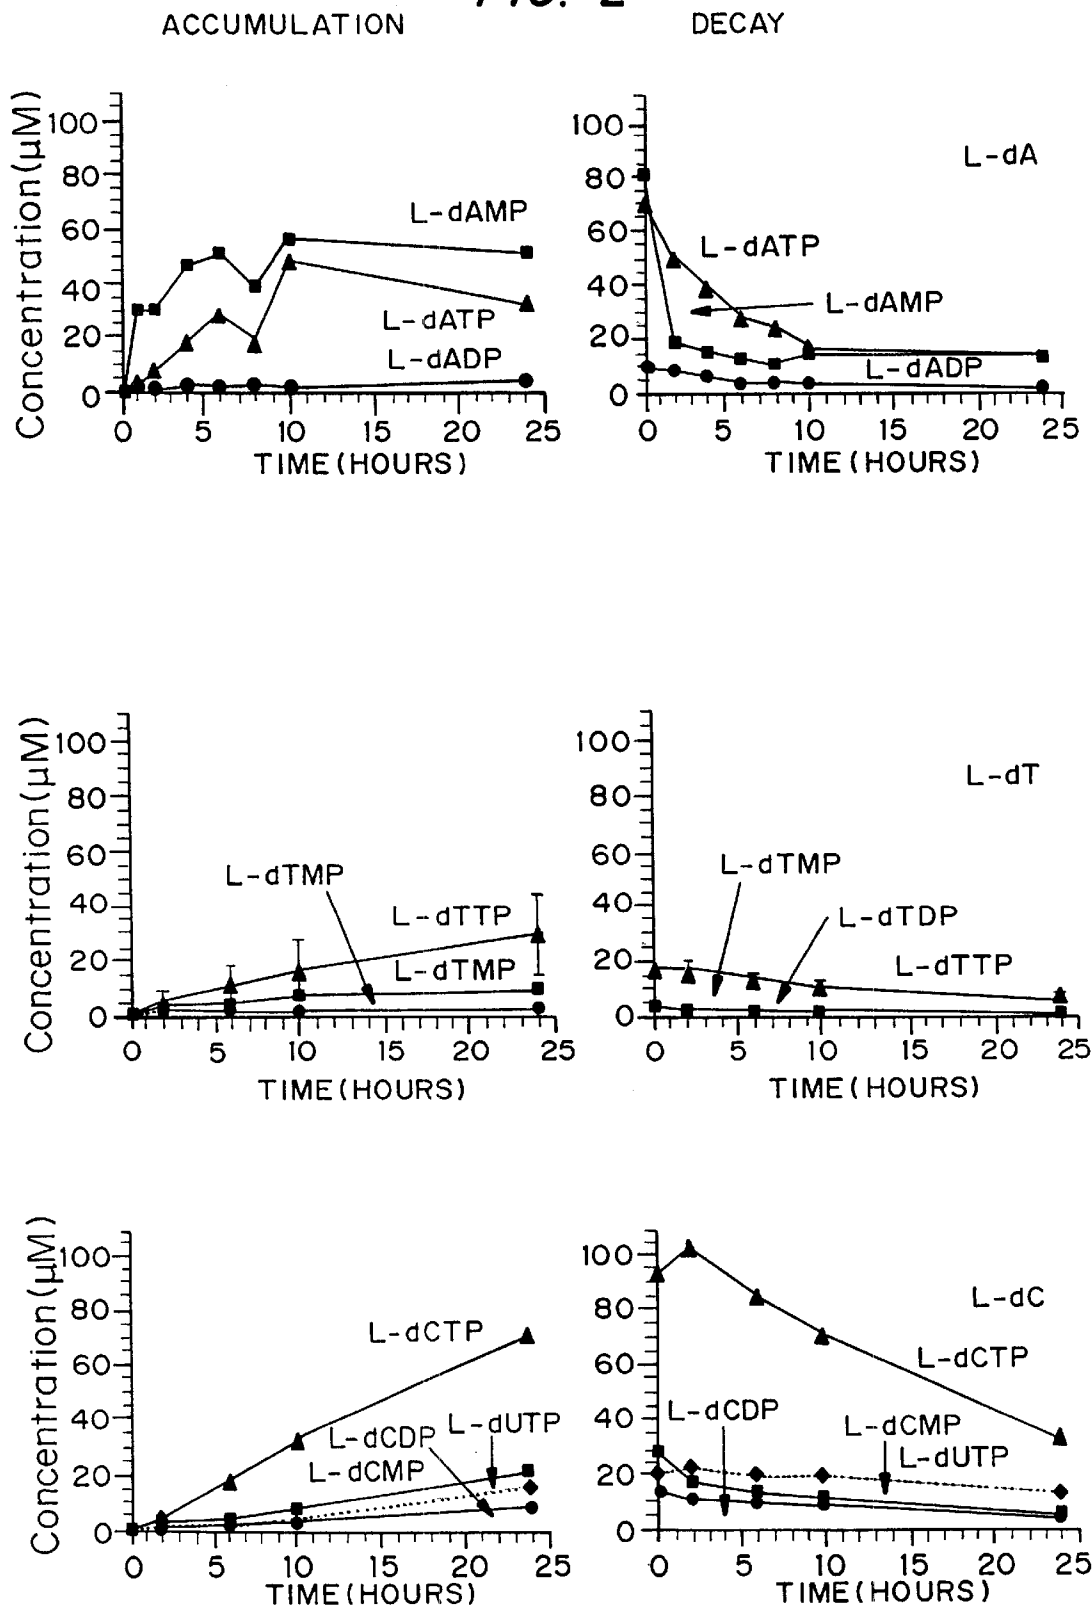 FIG. 2
ACCUMULATION
DECAY
Concentration(μM)
100
80
60
40
20
0
L-dAMP
L-dATP
L-dADP
0 5 10 15 20 25
TIME(HOURS)
100
80
60
40
20
0
L-dA
L-dATP
L-dAMP
L-dADP
0 5 10 15 20 25
TIME(HOURS)
Concentration(μM)
100
80
60
40
20
0
L-dTMP
L-dTTP
L-dTMP
0 5 10 15 20 25
TIME(HOURS)
100
80
60
40
20
0
L-dT
L-dTMP
L-dTDP
L-dTTP
0 5 10 15 20 25
TIME(HOURS)
Concentration(μM)
100
80
60
40
20
0
L-dCTP
L-dUTP
L-dCDP
L-dCMP
0 5 10 15 20 25
TIME(HOURS)
100
80
60
40
20
0
L-dC
L-dCTP
L-dCDP
L-dCMP
L-dUTP
0 5 10 15 20 25
TIME(HOURS)